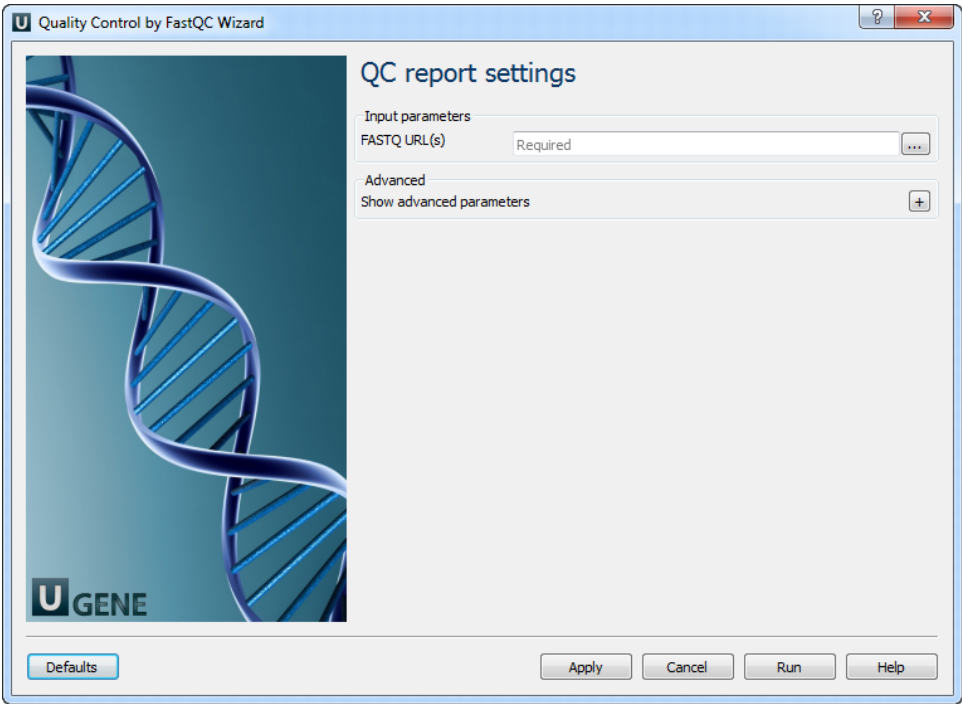 U Quality Control by FastQC Wizard
?
X
QC report settings
Input parameters
FASTQ URL(s) Required ...
Advanced
Show advanced parameters +
U GENE
Defaults Apply Cancel Run Help